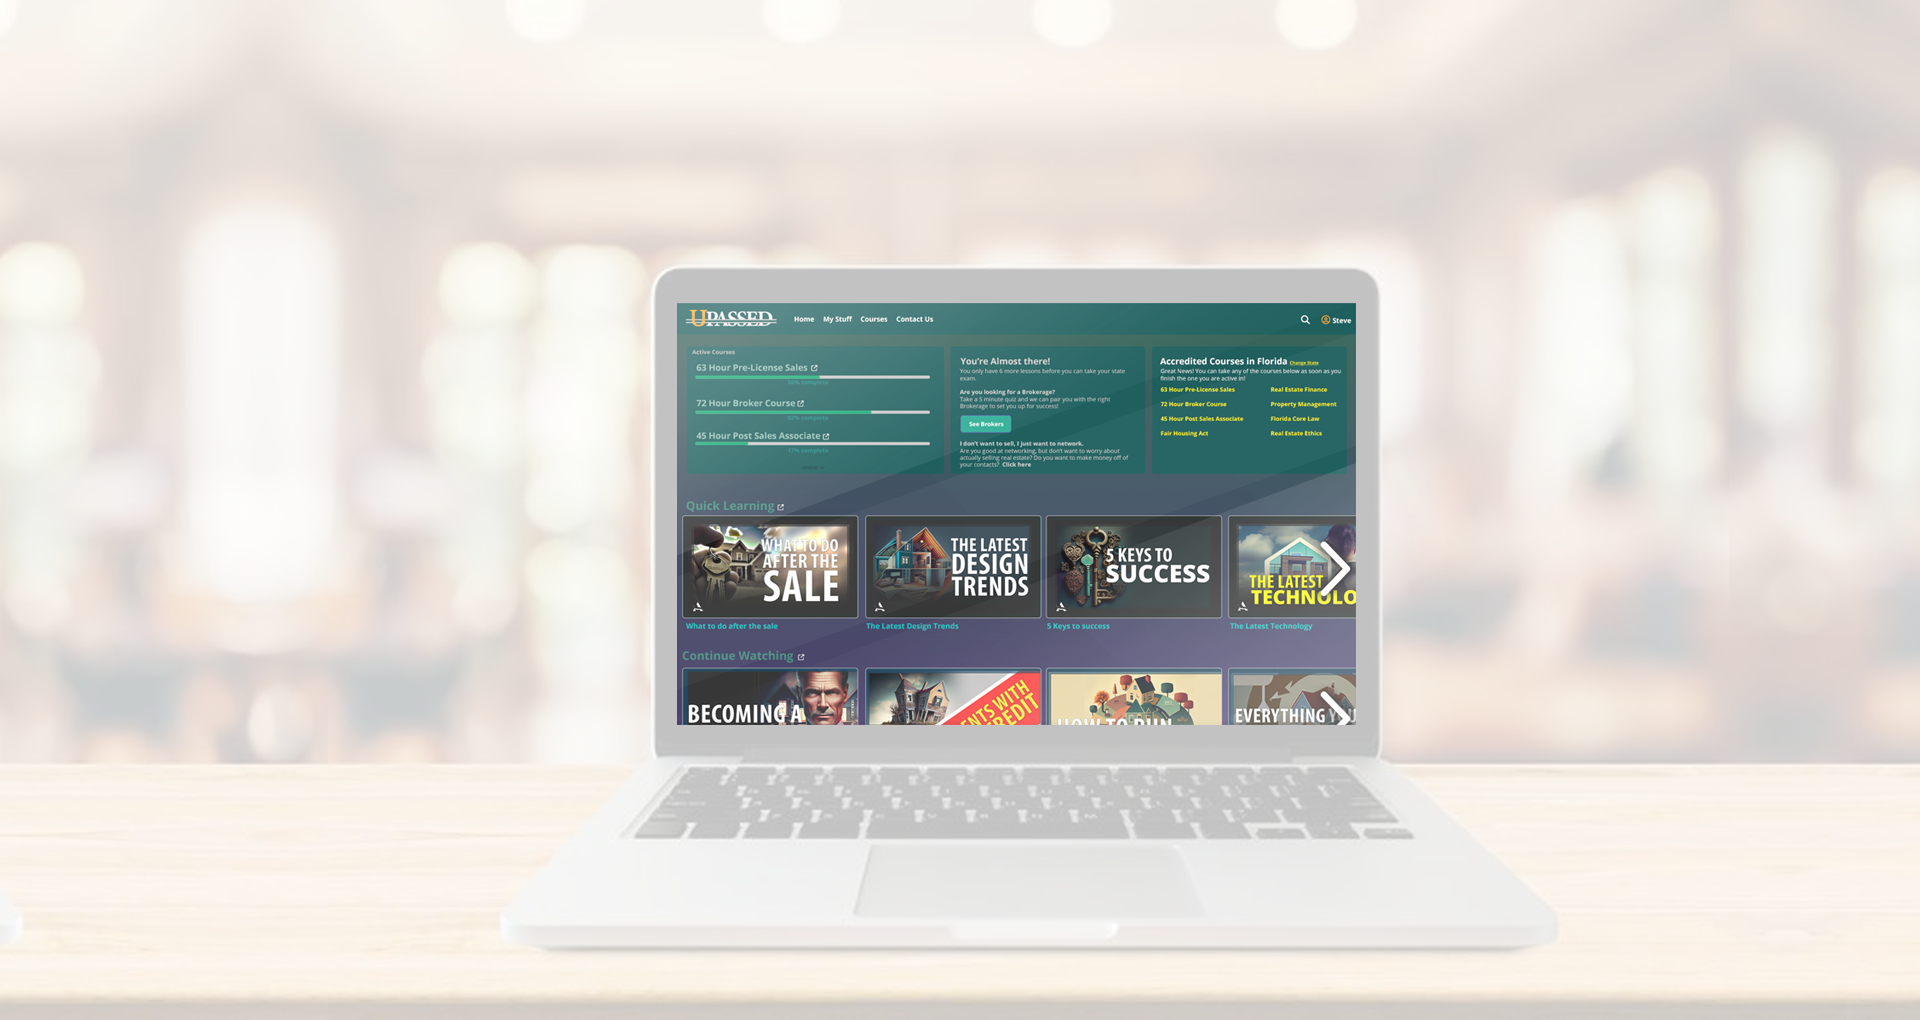 UPASSED
Home My Stuff Courses Contact Us
Steve
Active Courses
63 Hour Pre-License Sales
72 Hour Broker Course
45 Hour Post Sales Associate
17% complete
You're Almost there!
You only have 6 more lessons before you can take your state
exam.
Are you looking for a Brokerage?
Take a 5 minute quiz and we can pair you with the right
Brokerage to set you up for success!
See Brokers
I don't want to sell, I just want to network.
Are you good at networking, but don't want to worry about
actually selling real estate? Do you want to make money off of
your contacts? Click here
Accredited Courses in Florida Change State
Great News! You can take any of the courses below as soon as you
finish the one you are active in!
63 Hour Pre-License Sales Real Estate Finance
72 Hour Broker Course Property Management
45 Hour Post Sales Associate Florida Core Law
Fair Housing Act Real Estate Ethics
Quick Learning
WHAT TO DO
AFTER THE
SALE
THE LATEST
DESIGN
TRENDS
5 KEYS TO
SUCCESS
THE LATEST
TECHNOLO
What to do after the sale
The Latest Design Trends
5 Keys to success
The Latest Technology
Continue Watching
BECOMING A
ENTS WITH
REDIT
HOW TO RUN
EVERYTHING YOU